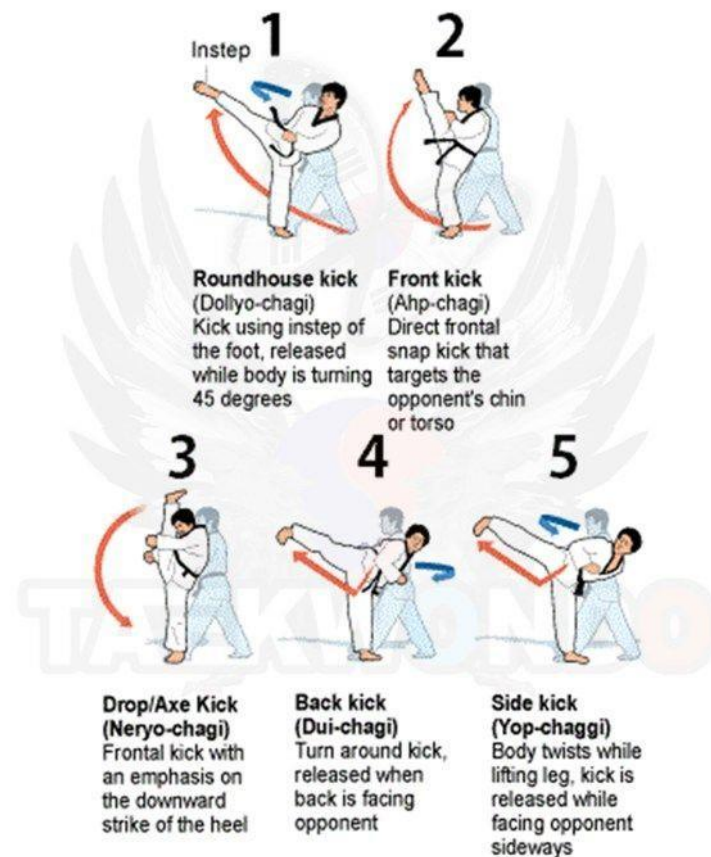 1
2
Instep
Roundhouse kick
(Dollyo-chagi)
Kick using instep of
the foot, released
while body is turning
45 degrees
Front kick
(Ahp-chagi)
Direct frontal
snap kick that
targets the
opponent's chin
or torso
3
4
5
TAEKWONDO
Drop/Axe Kick
(Neryo-chagi)
Frontal kick with
an emphasis on
the downward
strike of the heel
Back kick
(Dui-chagi)
Turn around kick,
released when
back is facing
opponent
Side kick
(Yop-chaggi)
Body twists while
lifting leg, kick is
released while
facing opponent
sideways